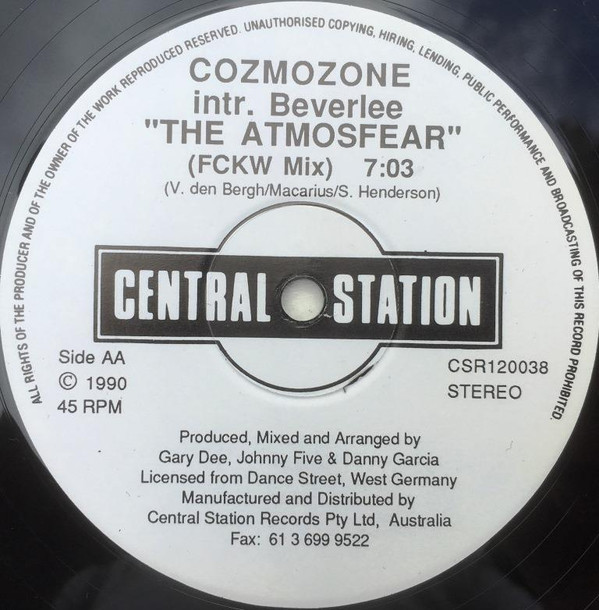 ALL RIGHTS OF THE PRODUCER AND OF THE OWNER OF THE WORK REPRODUCED RESERVED. UNAUTHORISED COPYING, HIRING, LENDING, PUBLIC PERFORMANCE AND BROADCASTING OF THIS RECORD PROHIBITED.
COZMOZONE
intr. Beverlee
"THE ATMOSFEAR"
(FCKW Mix) 7:03
(V. den Bergh/Macarius/S. Henderson)
CENTRAL STATION
Side AA
© 1990
45 RPM
CSR120038
STEREO
Produced, Mixed and Arranged by
Gary Dee, Johnny Five & Danny Garcia
Licensed from Dance Street, West Germany
Manufactured and Distributed by
Central Station Records Pty Ltd, Australia
Fax: 61 3 699 9522